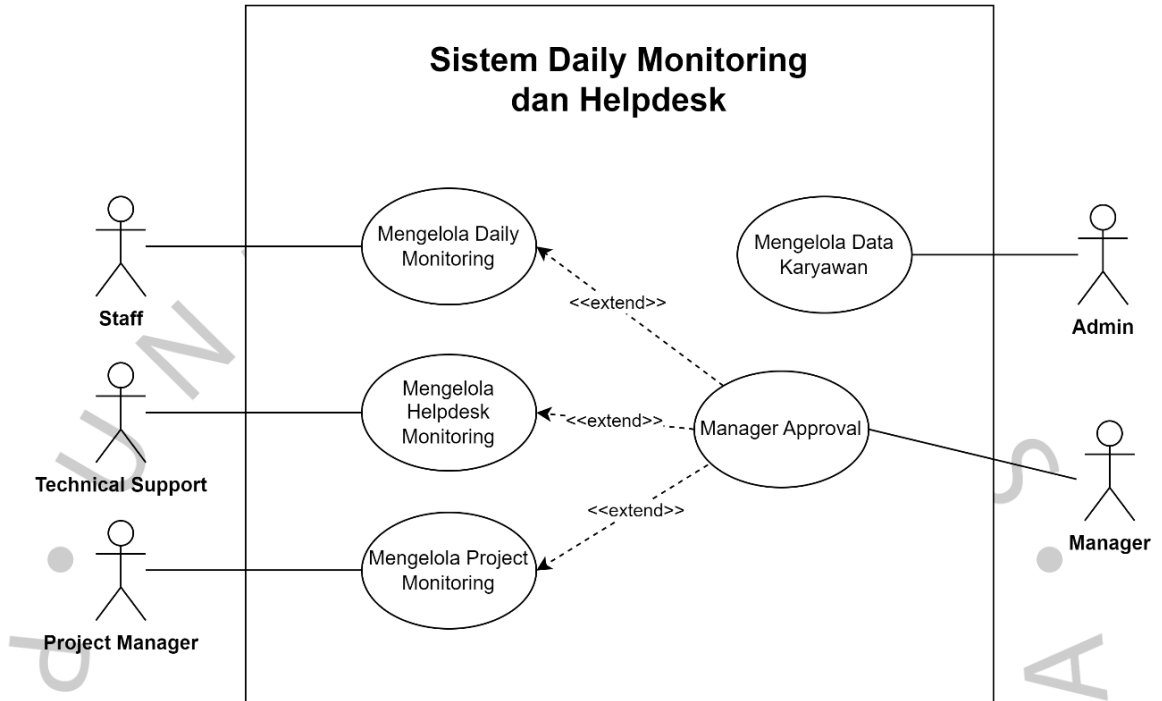 Sistem Daily Monitoring
dan Helpdesk
Mengelola Daily
Monitoring
Mengelola Data
Karyawan
<<extend>>
Staff
Admin
Mengelola
Helpdesk
Monitoring
<<extend>>
Manager Approval
Technical Support
Manager
<<extend>>
Mengelola Project
Monitoring
Project Manager
P
·
U
N
S
·
A